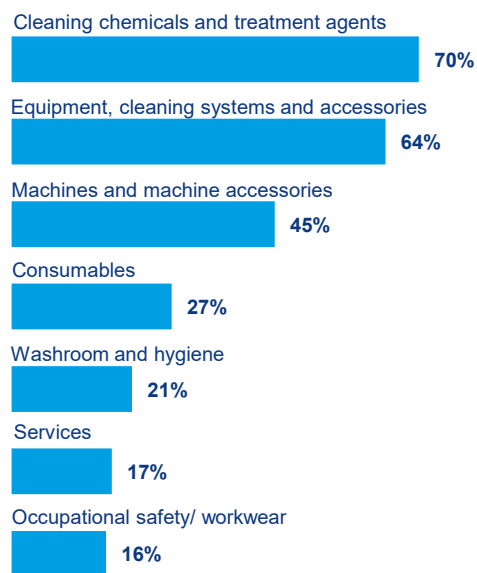 Cleaning chemicals and treatment agents
70%
Equipment, cleaning systems and accessories
64%
Machines and machine accessories
45%
Consumables
27%
Washroom and hygiene
21%
Services
17%
Occupational safety/ workwear
16%